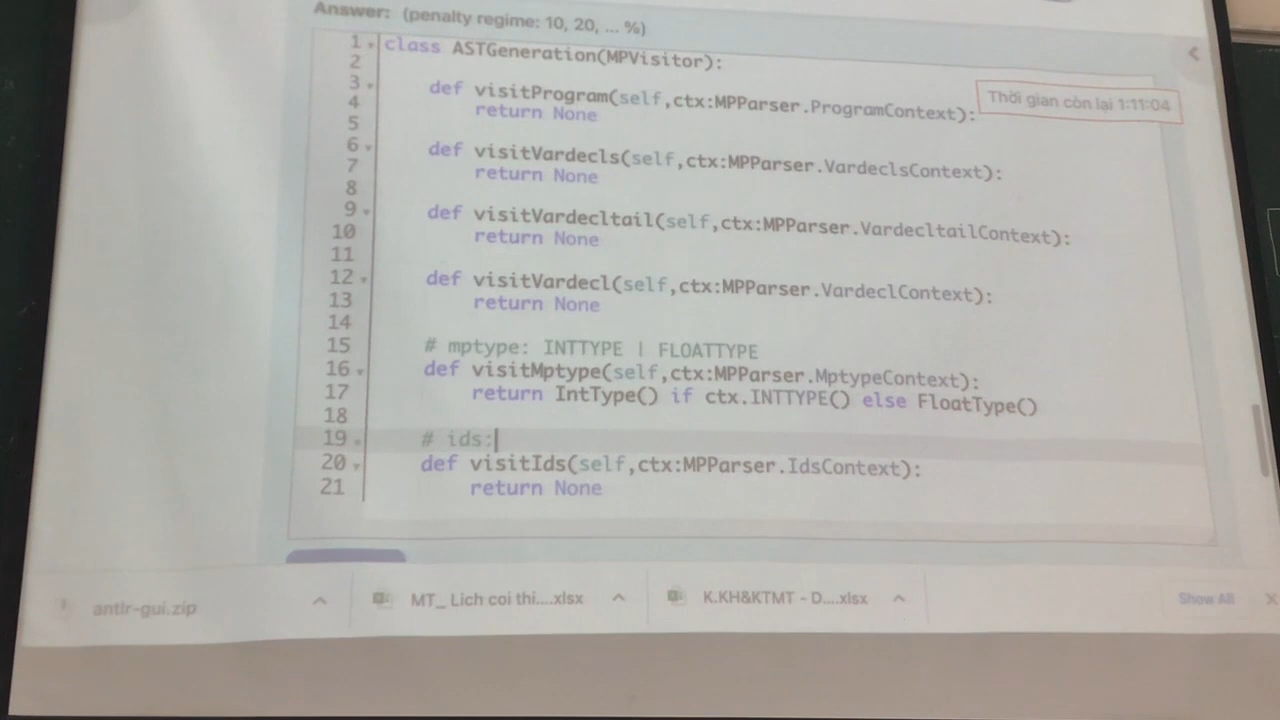 Answer: (penalty regime: 10, 20, ... %)
1 class ASTGeneration(MPVisitor):
2
3 def visitProgram(self,ctx:MPParser.ProgramContext):
4 return None
5
6 def visitVardecls(self,ctx:MPParser.VardeclsContext):
7 return None
8
9 def visitVardecltail(self,ctx:MPParser.VardecltailContext):
10 return None
11
12 def visitVardecl(self,ctx:MPParser.VardeclContext):
13 return None
14
15 # mptype: INTTYPE | FLOATTYPE
16 def visitMptype(self,ctx:MPParser.MptypeContext):
17 return IntType() if ctx.INTTYPE() else FloatType()
18
19 # ids:
20 def visitIds(self,ctx:MPParser.IdsContext):
21 return None
Thời gian còn lại 1:11:04
antlr-gui.zip
MT_ Lich coi thi....xlsx
K.KH&KTMT - D....xlsx
Show All